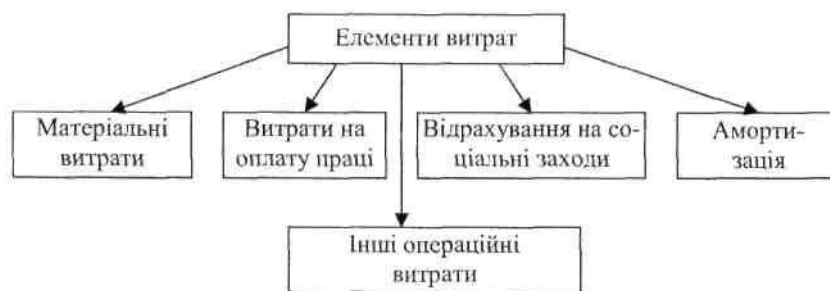 Елементи витрат
Матеріальні
витрати
Витрати на
оплату праці
Відрахування на со-
ціальні заходи
Аморти-
зація
Інші операційні
витрати